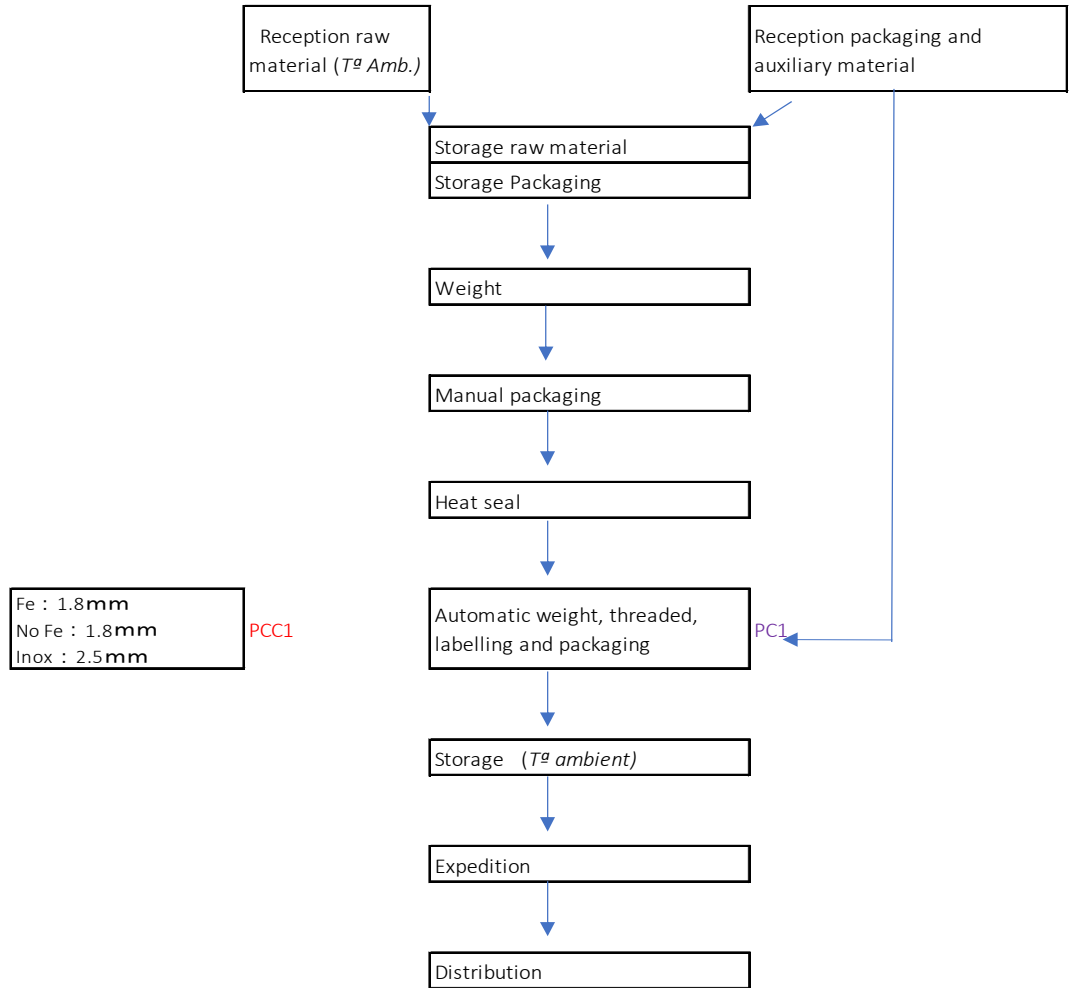 Reception raw
material (Tª Amb.)
Reception packaging and
auxiliary material
Storage raw material
Storage Packaging
Weight
Manual packaging
Heat seal
Fe : 1.8mm
No Fe : 1.8mm
Inox : 2.5mm
PCC1
Automatic weight, threaded,
labelling and packaging
PC1
Storage (Tª ambient)
Expedition
Distribution